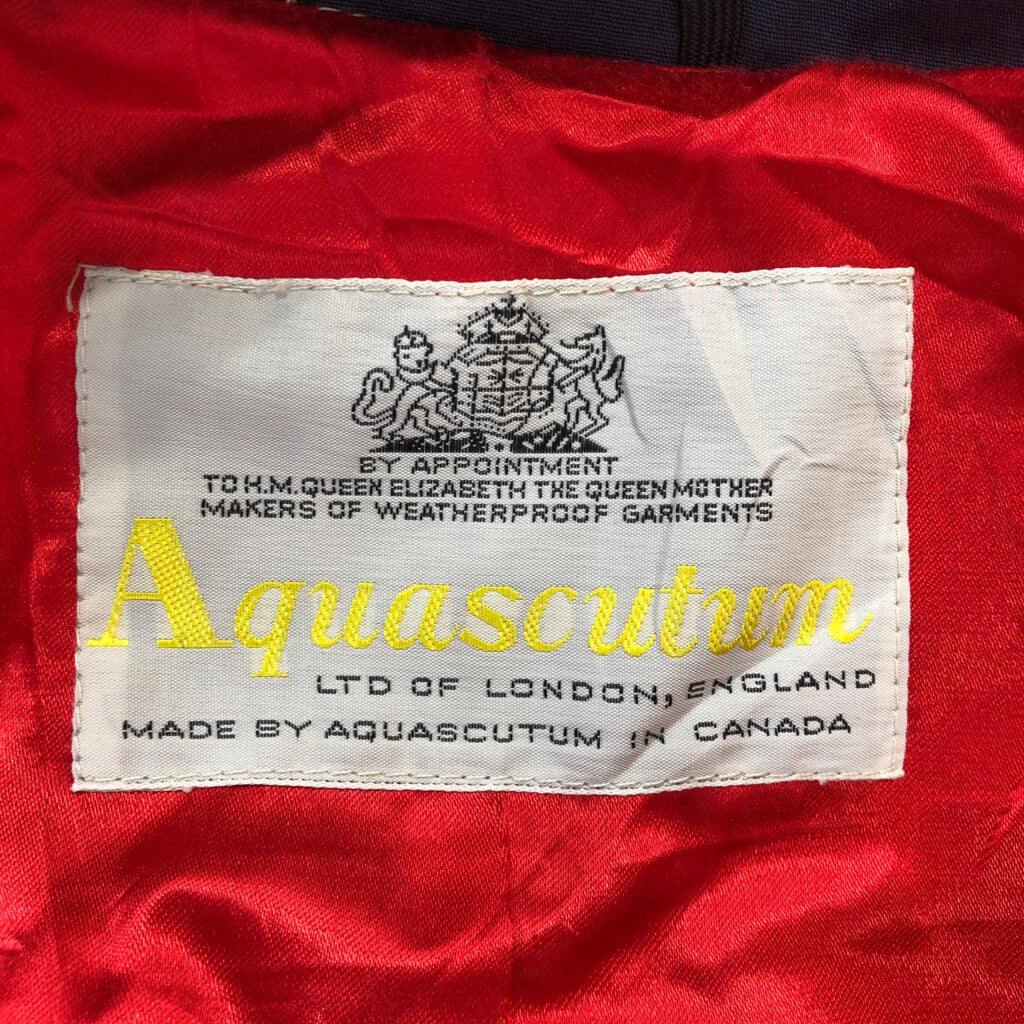 BY APPOINTMENT
TO H.M. QUEEN ELIZABETH THE QUEEN MOTHER
MAKERS OF WEATHERPROOF GARMENTS
Aquascutum
LTD OF LONDON, ENGLAND
MADE BY AQUASCUTUM IN CANADA